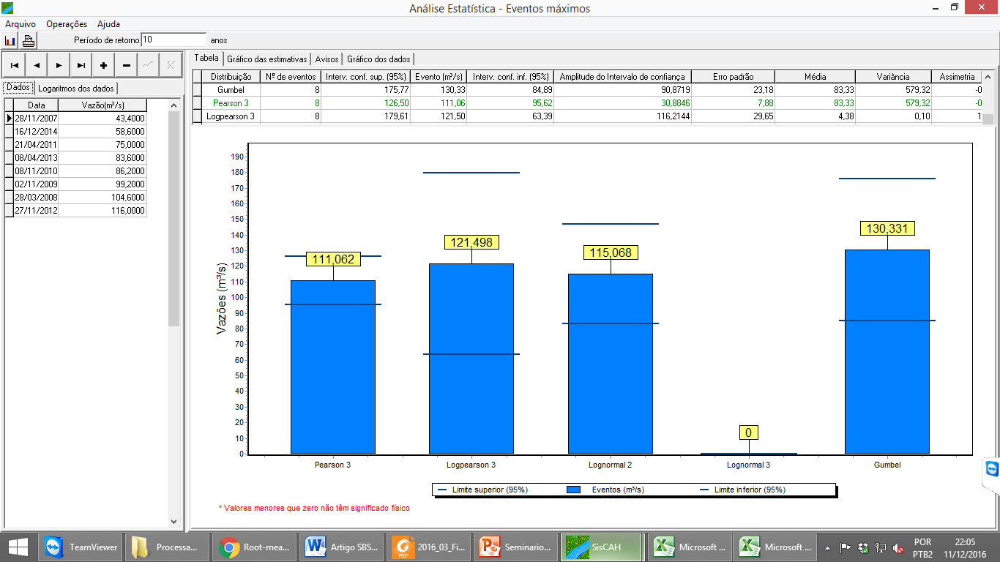 Análise Estatística - Eventos máximos
Arquivo Operações Ajuda
Período de retorno 10 anos
Dados Logaritmos dos dados
Data Vazão(m³/s)
28/11/2007 43,4000
16/12/2014 58,6000
21/04/2011 75,0000
08/04/2013 83,6000
08/11/2010 86,2000
02/11/2009 99,2000
28/03/2008 104,6000
27/11/2012 116,0000
Tabela Gráfico das estimativas Avisos Gráfico dos dados
Distribuição Nº de eventos Interv. conf. sup. (95%) Evento (m³/s) Interv. conf. inf. (95%) Amplitude do Intervalo de confiança Erro padrão Média Variância Assimetria
Gumbel 8 175,77 130,33 84,89 90,8719 23,18 83,33 579,32 -0
Pearson 3 8 126,50 111,06 95,62 30,8846 7,88 83,33 579,32 -0
Logpearson 3 8 179,61 121,50 63,39 116,2144 29,65 4,38 0,10 1
Vazões (m³/s)
190
180
170
160
150
140
130
120
110
100
90
80
70
60
50
40
30
20
10
0
111,062
121,498
115,068
0
130,331
Pearson 3 Logpearson 3 Lognormal 2 Lognormal 3 Gumbel
Limite superior (95%) Eventos (m³/s) Limite inferior (95%)
* Valores menores que zero não têm significado físico
TeamViewer Processa... Root-mea... Artigo SBS... 2016_03_Fi... Seminario... SisCAH Microsoft ... Microsoft ...
PDF
POR
PTB2
22:05
11/12/2016